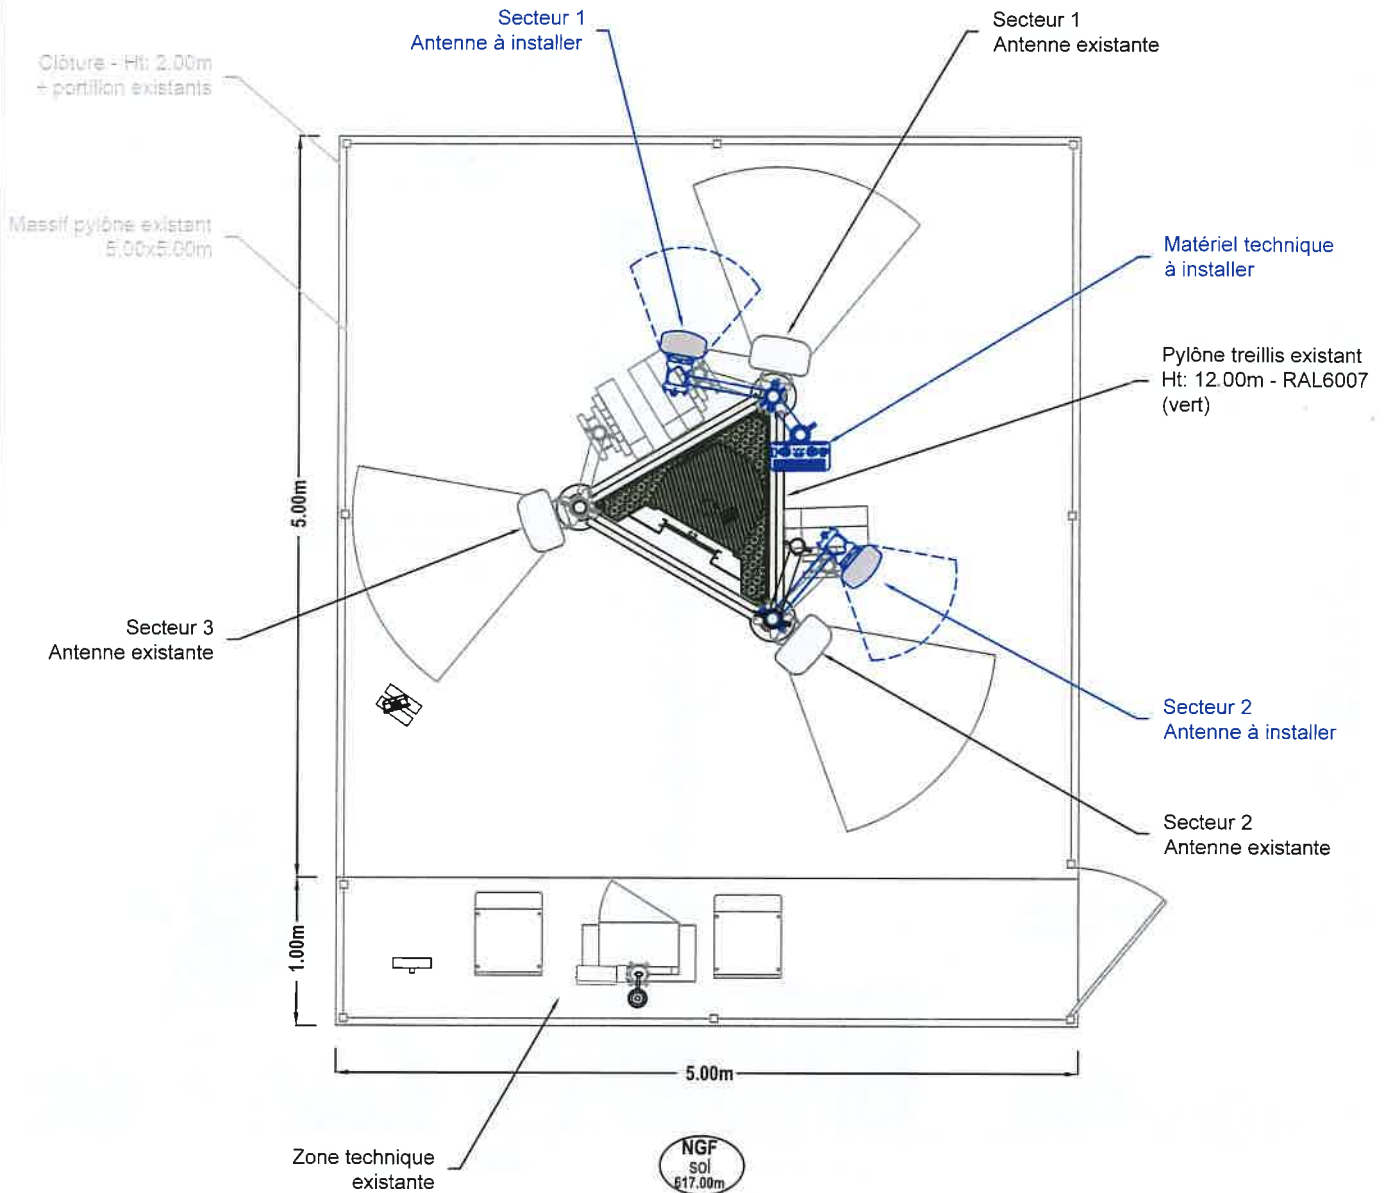 Secteur 1
Antenne à installer
Secteur 1
Antenne existante
Clôture - Ht: 2.00m
+ portillon existants
Massif pylône existant
5.00x5.00m
Matériel technique
à installer
Pylône treillis existant
Ht: 12.00m - RAL6007
(vert)
5.00m
Secteur 3
Antenne existante
Secteur 2
Antenne à installer
Secteur 2
Antenne existante
1.00m
5.00m
Zone technique
existante
NGF
sol
617.00m